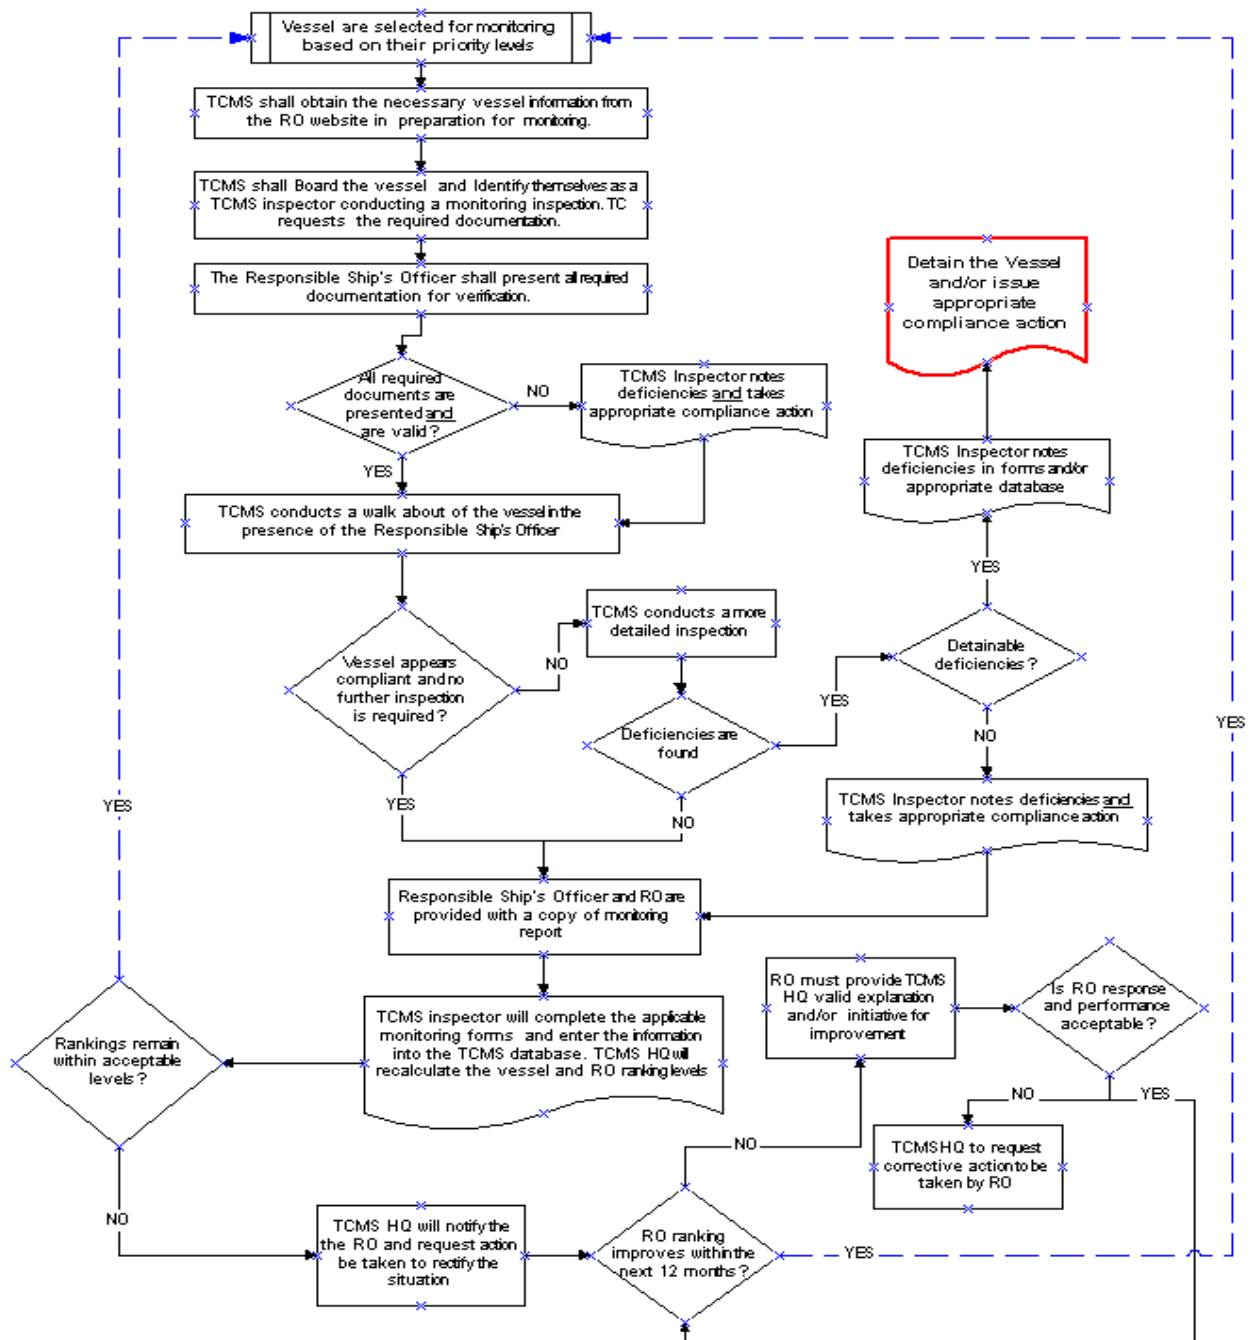 Vessel are selected for monitoring
based on their priority levels
TCMS shall obtain the necessary vessel information from
the RO website in preparation for monitoring.
TCMS shall Board the vessel and Identify themselves as a
TCMS inspector conducting a monitoring inspection. TC
requests the required documentation.
The Responsible Ship's Officer shall present all required
documentation for verification.
All required
documents are
presented and
are valid?
NO
TCMS Inspector notes
deficiencies and takes
appropriate compliance action
YES
TCMS conducts a walk about of the vessel in the
presence of the Responsible Ship's Officer
Detain the Vessel
and/or issue
appropriate
compliance action
TCMS Inspector notes
deficiencies in forms and/or
appropriate database
YES
Detainable
deficiencies?
TCMS conducts a more
detailed inspection
NO
Vessel appears
compliant and no
further inspection
is required?
YES
Deficiencies are
found
NO
YES
NO
TCMS Inspector notes deficiencies and
takes appropriate compliance action
YES
YES
Responsible Ship's Officer and RO are
provided with a copy of monitoring
report
TCMS inspector will complete the applicable
monitoring forms and enter the information
into the TCMS database. TCMS HQ will
recalculate the vessel and RO ranking levels
Rankings remain
within acceptable
levels?
RO must provide TCMS
HQ valid explanation
and/or initiative for
improvement
Is RO response
and performance
acceptable?
NO
YES
TCMS HQ to request
corrective action to be
taken by RO
NO
NO
TCMS HQ will notify the
the RO and request action
be taken to rectify the
situation
RO ranking
improves within the
next 12 months?
YES